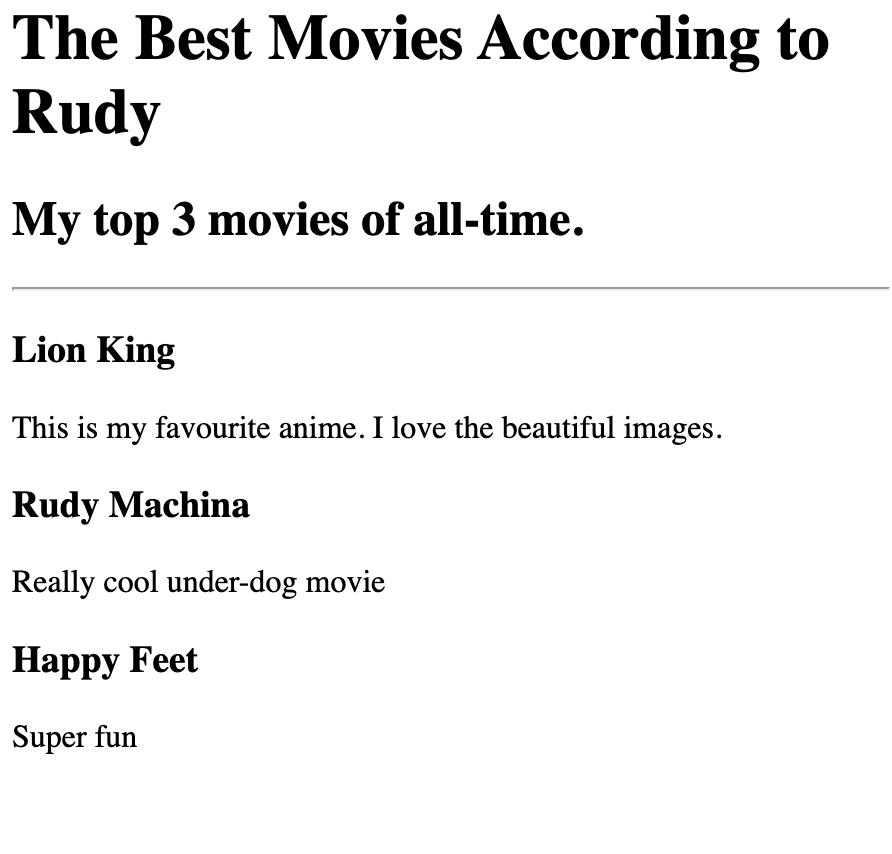 The Best Movies According to
Rudy
My top 3 movies of all-time.
Lion King
This is my favourite anime. I love the beautiful images.
Rudy Machina
Really cool under-dog movie
Happy Feet
Super fun